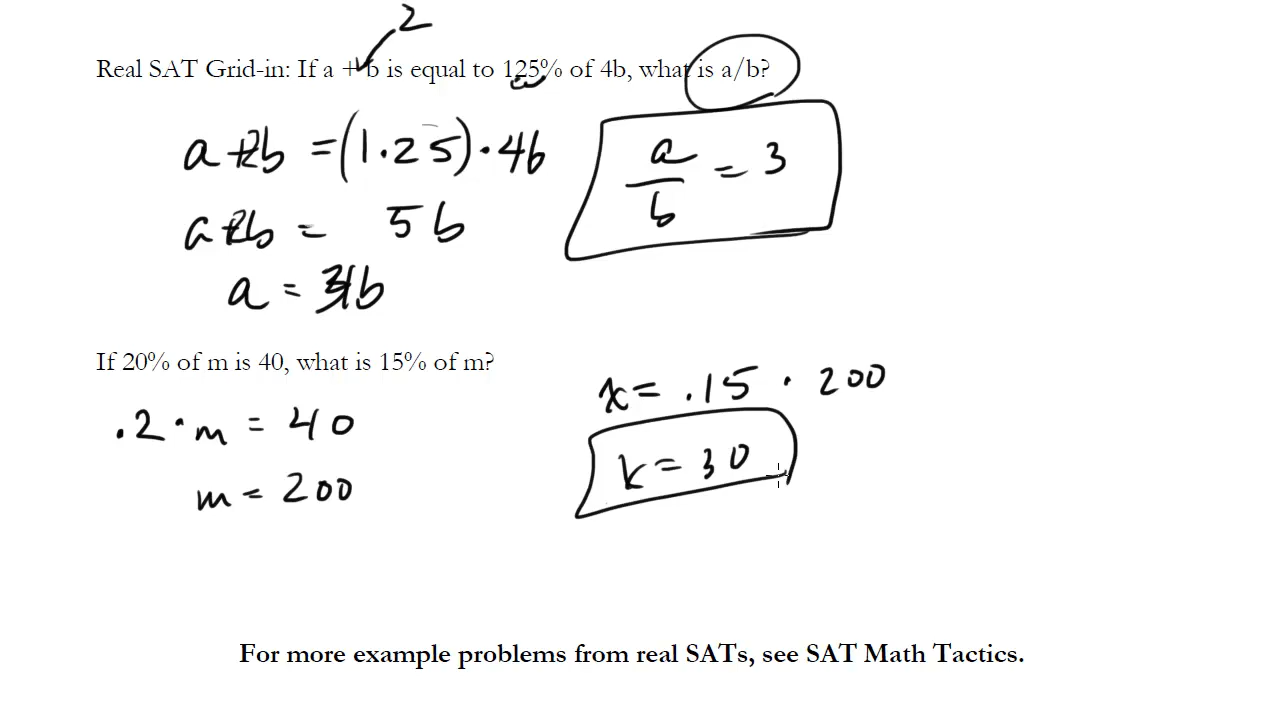 2
Real SAT Grid-in: If a + b is equal to 125% of 4b, what is a/b?
a + 2b = (1.25) · 4b
a + 2b = 5b
a = 3b
a/b = 3
If 20% of m is 40, what is 15% of m?
.2 · m = 40
m = 200
x = .15 · 200
x = 30
For more example problems from real SATs, see SAT Math Tactics.